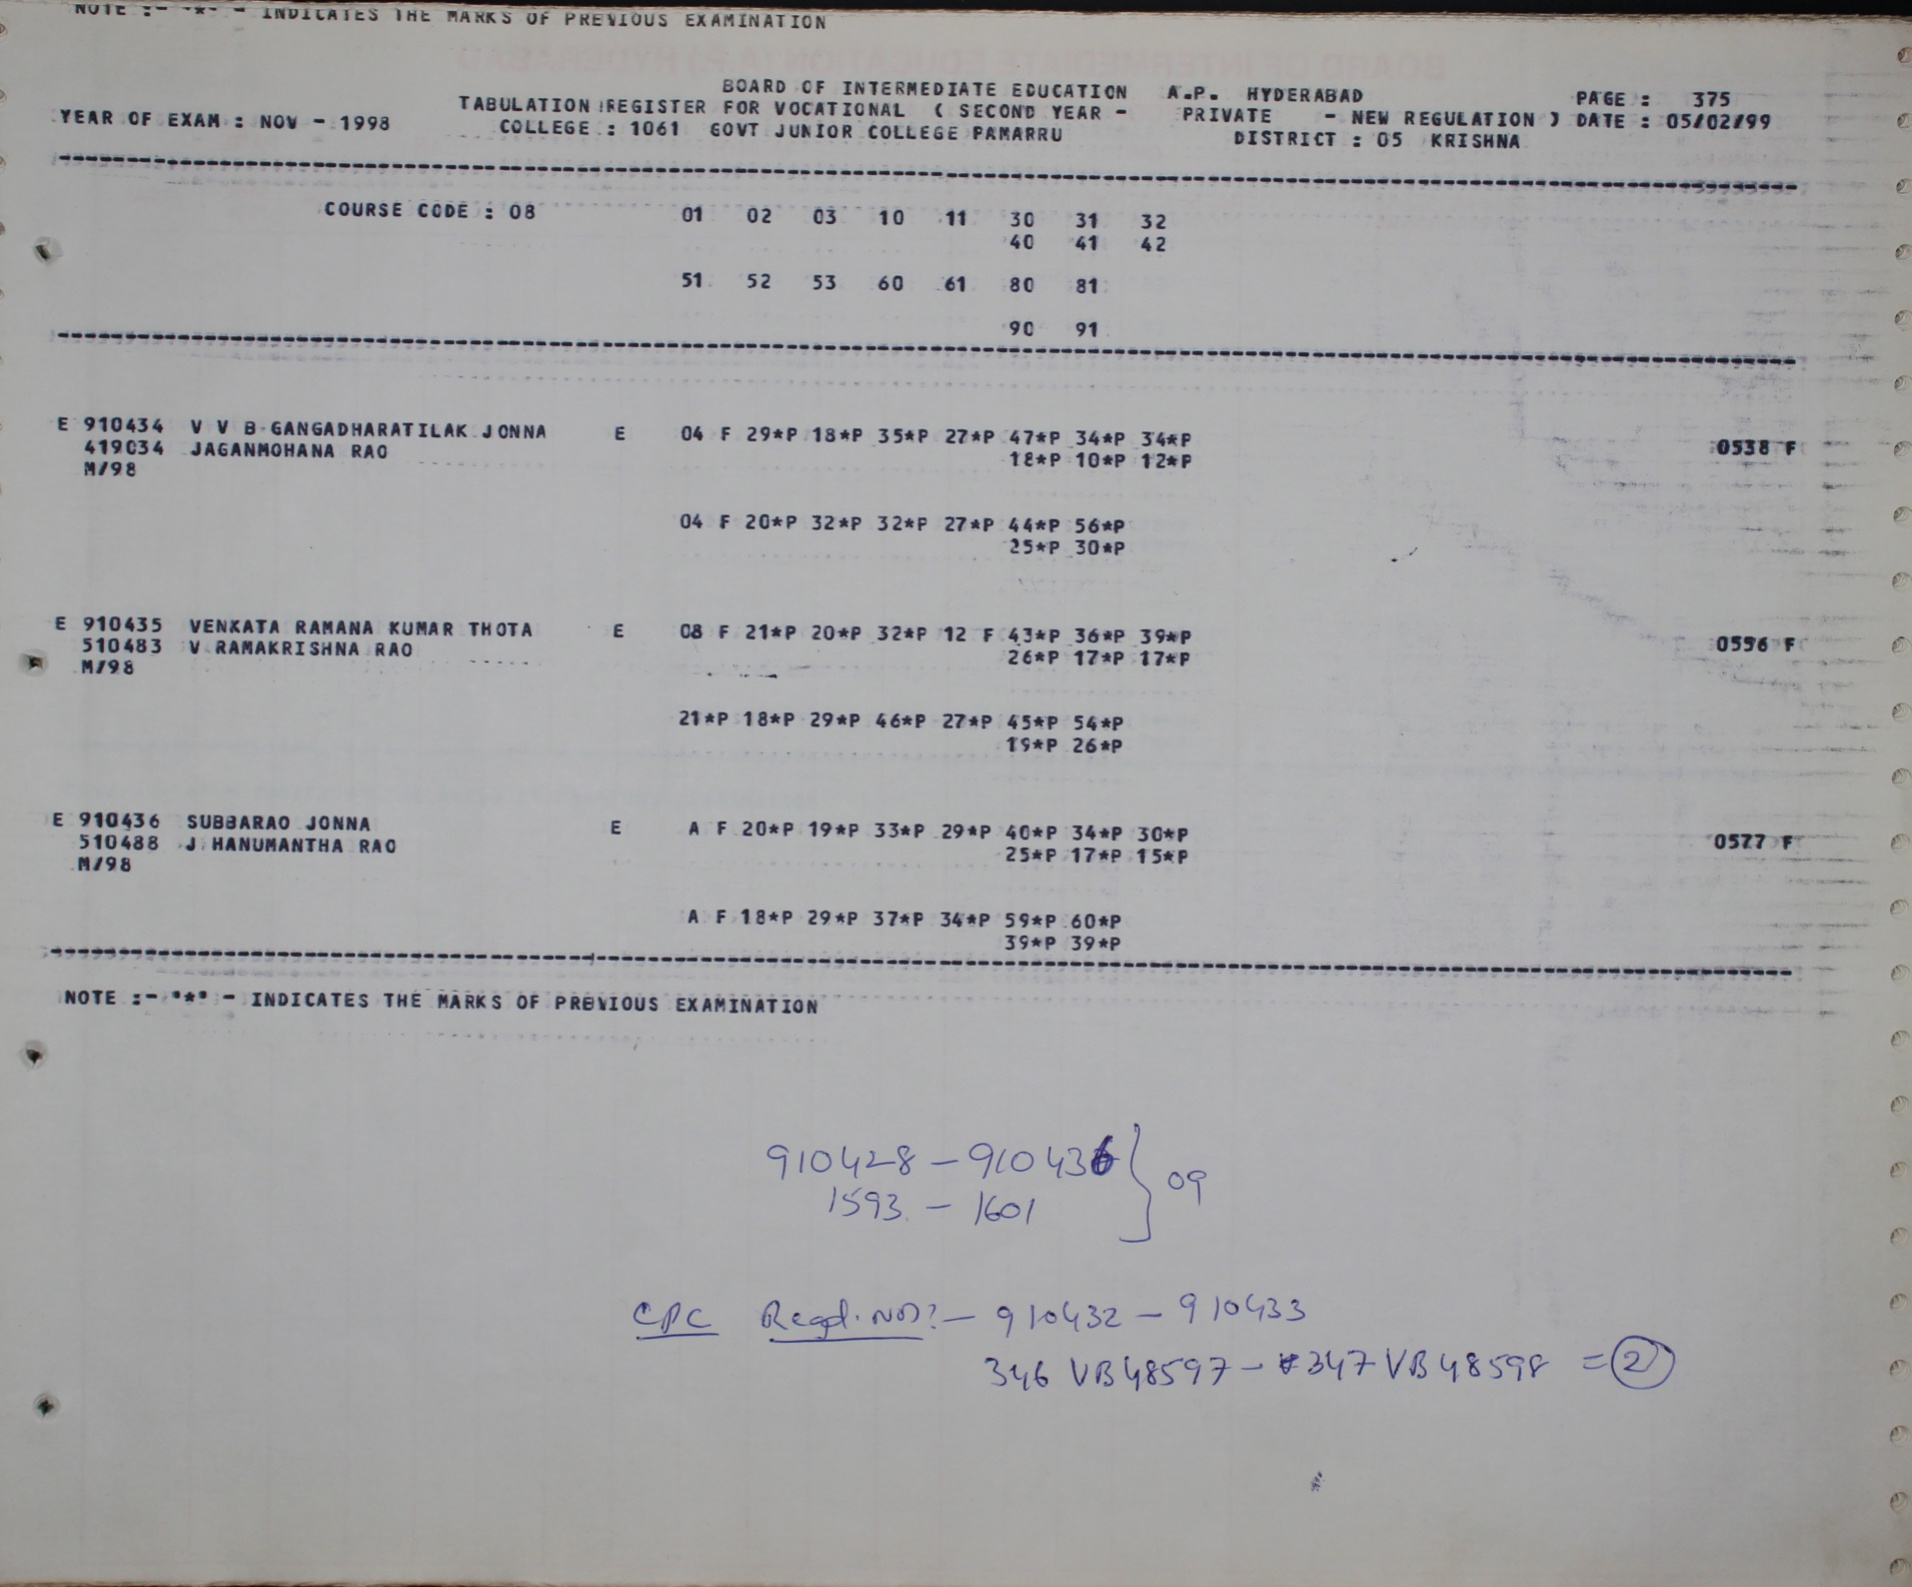 NOTE :- "*" - INDICATES THE MARKS OF PREVIOUS EXAMINATION
BOARD OF INTERMEDIATE EDUCATION A.P. HYDERABAD PAGE : 375
YEAR OF EXAM : NOV - 1998 TABULATION REGISTER FOR VOCATIONAL ( SECOND YEAR - PRIVATE - NEW REGULATION ) DATE : 05/02/99
COLLEGE : 1061 GOVT JUNIOR COLLEGE PAMARRU DISTRICT : 05 KRISHNA
COURSE CODE : 08 01 02 03 10 11 30 31 32
40 41 42
51 52 53 60 61 80 81
90 91
E 910434 V V B GANGADHARATILAK JONNA E 04 F 29*P 18*P 35*P 27*P 47*P 34*P 34*P 0538 F
419034 JAGANMOHANA RAO 18*P 10*P 12*P
M/98
04 F 20*P 32*P 32*P 27*P 44*P 56*P
25*P 30*P
E 910435 VENKATA RAMANA KUMAR THOTA E 08 F 21*P 20*P 32*P 12 F 43*P 36*P 39*P 0556 F
510483 V RAMAKRISHNA RAO 26*P 17*P 17*P
M/98
21*P 18*P 29*P 46*P 27*P 45*P 54*P
19*P 26*P
E 910436 SUBBARAO JONNA E A F 20*P 19*P 33*P 29*P 40*P 34*P 30*P 0577 F
510488 J HANUMANTHA RAO 25*P 17*P 15*P
M/98
A F 18*P 29*P 37*P 34*P 59*P 60*P
39*P 39*P
NOTE :- "*" - INDICATES THE MARKS OF PREVIOUS EXAMINATION
910428 - 910436 } 09
1593 - 1601
CPC Regd. NOs:- 910432 - 910433
346 VB48597 - 347 VB 48598 = 2